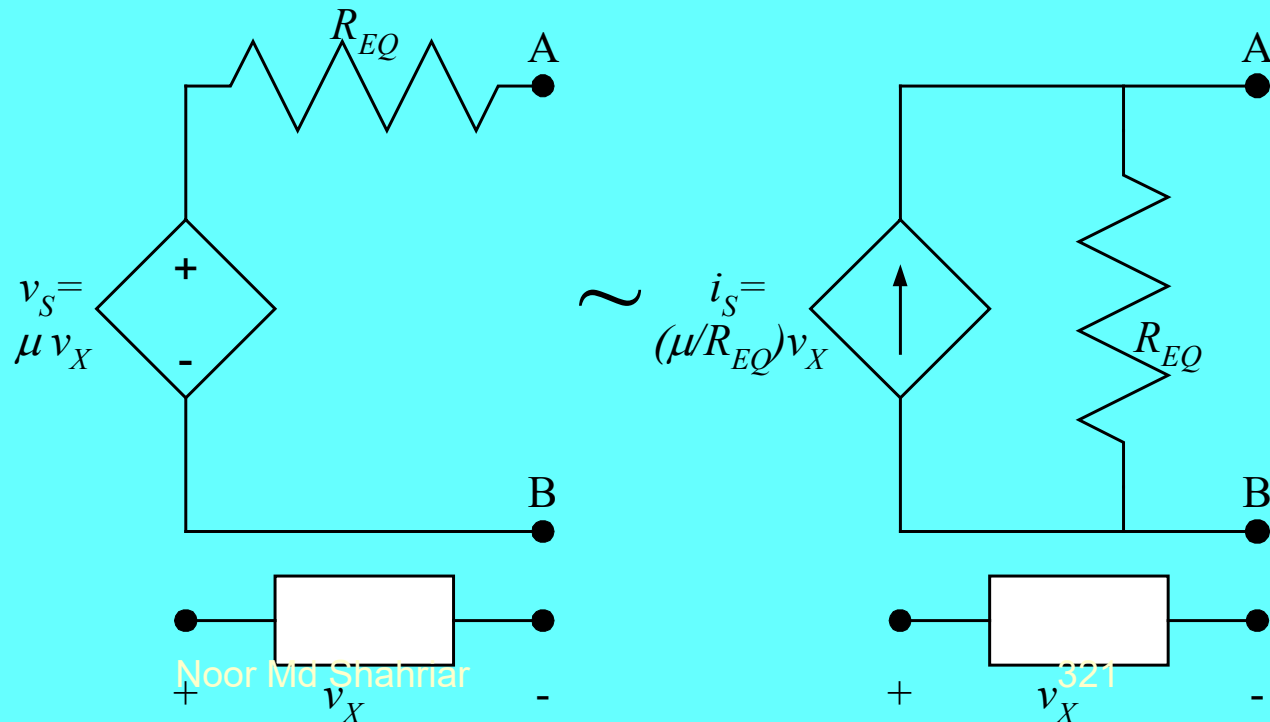 R_EQ
A
A
+
v_S=
μ v_X
-
~
i_S=
(μ/R_EQ)v_X
R_EQ
B
B
Noor Md Shahriar
321
+ v_X -
+ v_X -